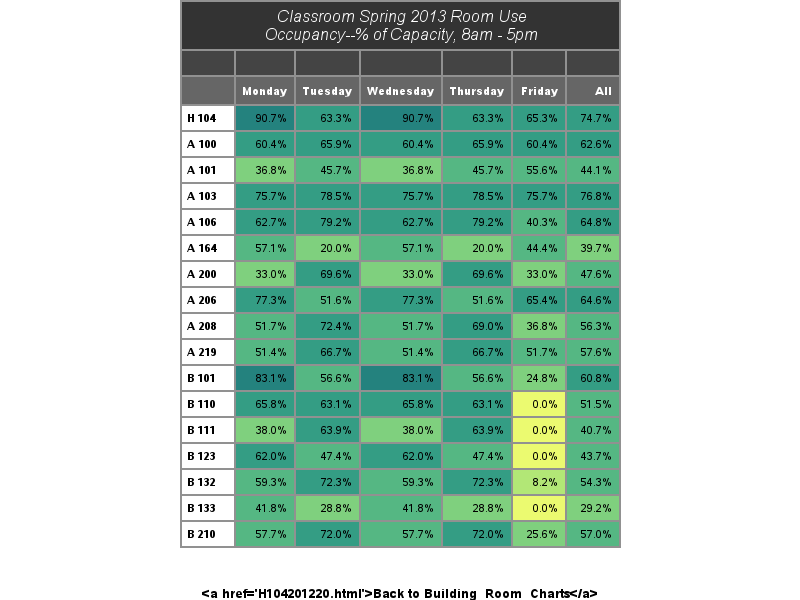 Classroom Spring 2013 Room Use
Occupancy--% of Capacity, 8am - 5pm
Monday Tuesday Wednesday Thursday Friday All
H 104 90.7% 63.3% 90.7% 63.3% 65.3% 74.7%
A 100 60.4% 65.9% 60.4% 65.9% 60.4% 62.6%
A 101 36.8% 45.7% 36.8% 45.7% 55.6% 44.1%
A 103 75.7% 78.5% 75.7% 78.5% 75.7% 76.8%
A 106 62.7% 79.2% 62.7% 79.2% 40.3% 64.8%
A 164 57.1% 20.0% 57.1% 20.0% 44.4% 39.7%
A 200 33.0% 69.6% 33.0% 69.6% 33.0% 47.6%
A 206 77.3% 51.6% 77.3% 51.6% 65.4% 64.6%
A 208 51.7% 72.4% 51.7% 69.0% 36.8% 56.3%
A 219 51.4% 66.7% 51.4% 66.7% 51.7% 57.6%
B 101 83.1% 56.6% 83.1% 56.6% 24.8% 60.8%
B 110 65.8% 63.1% 65.8% 63.1% 0.0% 51.5%
B 111 38.0% 63.9% 38.0% 63.9% 0.0% 40.7%
B 123 62.0% 47.4% 62.0% 47.4% 0.0% 43.7%
B 132 59.3% 72.3% 59.3% 72.3% 8.2% 54.3%
B 133 41.8% 28.8% 41.8% 28.8% 0.0% 29.2%
B 210 57.7% 72.0% 57.7% 72.0% 25.6% 57.0%
<a href='H104201220.html'>Back to Building_Room_Charts</a>